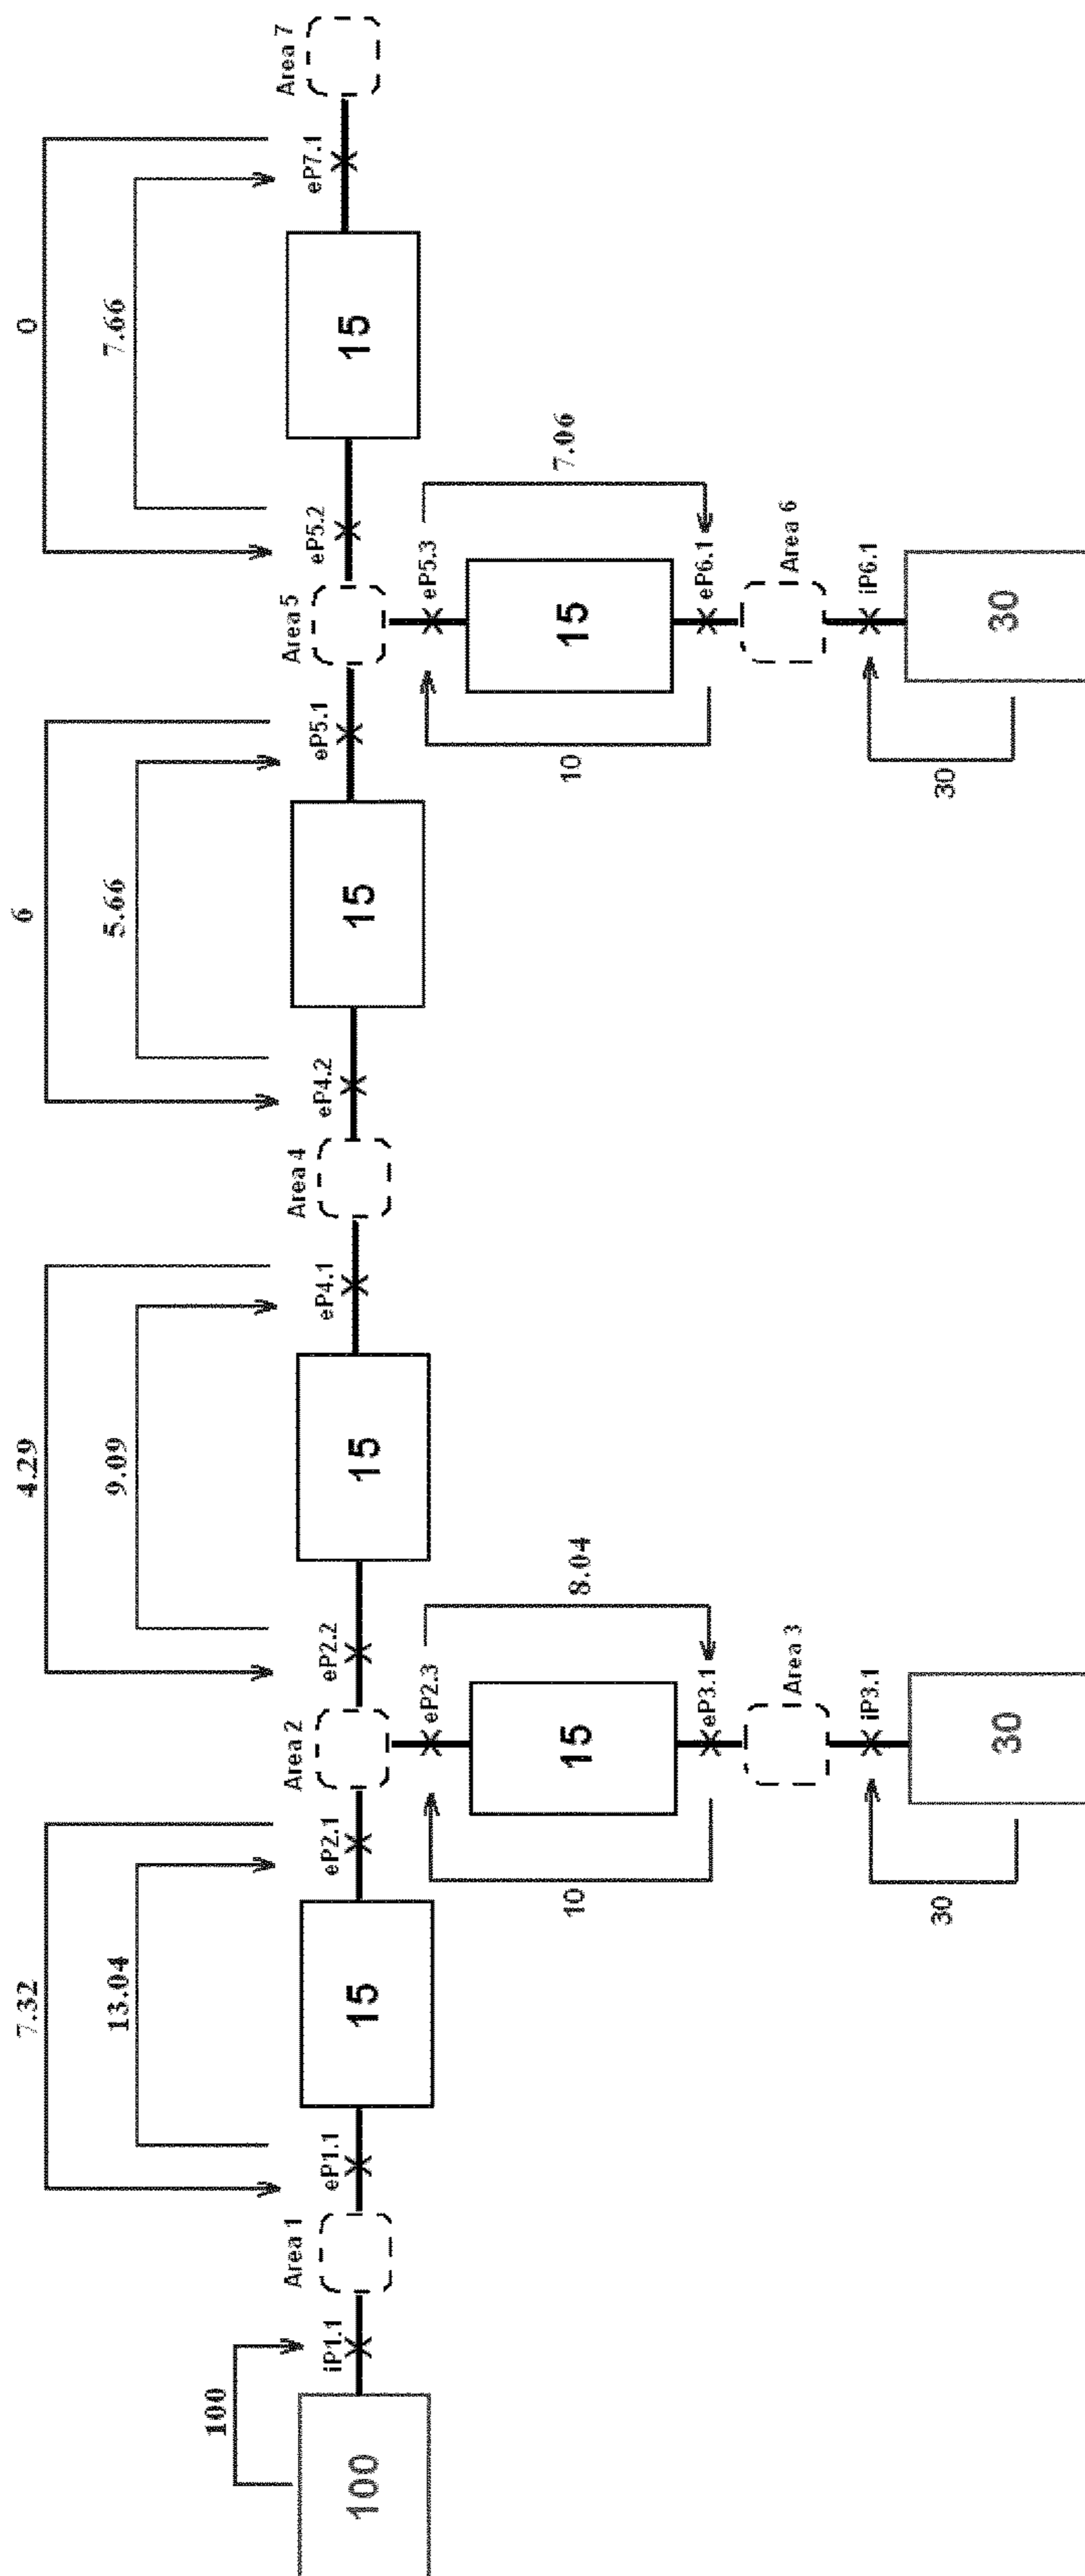 0
7.66
Area 7
eP7.1
15
eP5.2
Area 5
6
5.66
eP5.1
15
eP4.2
eP5.3
7.06
15
10
eP6.1
Area 6
iP6.1
30
30
Area 4
4.29
9.09
eP4.1
15
eP2.2
Area 2
eP2.3
8.04
15
10
eP3.1
Area 3
iP3.1
30
30
7.32
13.04
eP2.1
15
eP1.1
Area 1
100
iP1.1
100